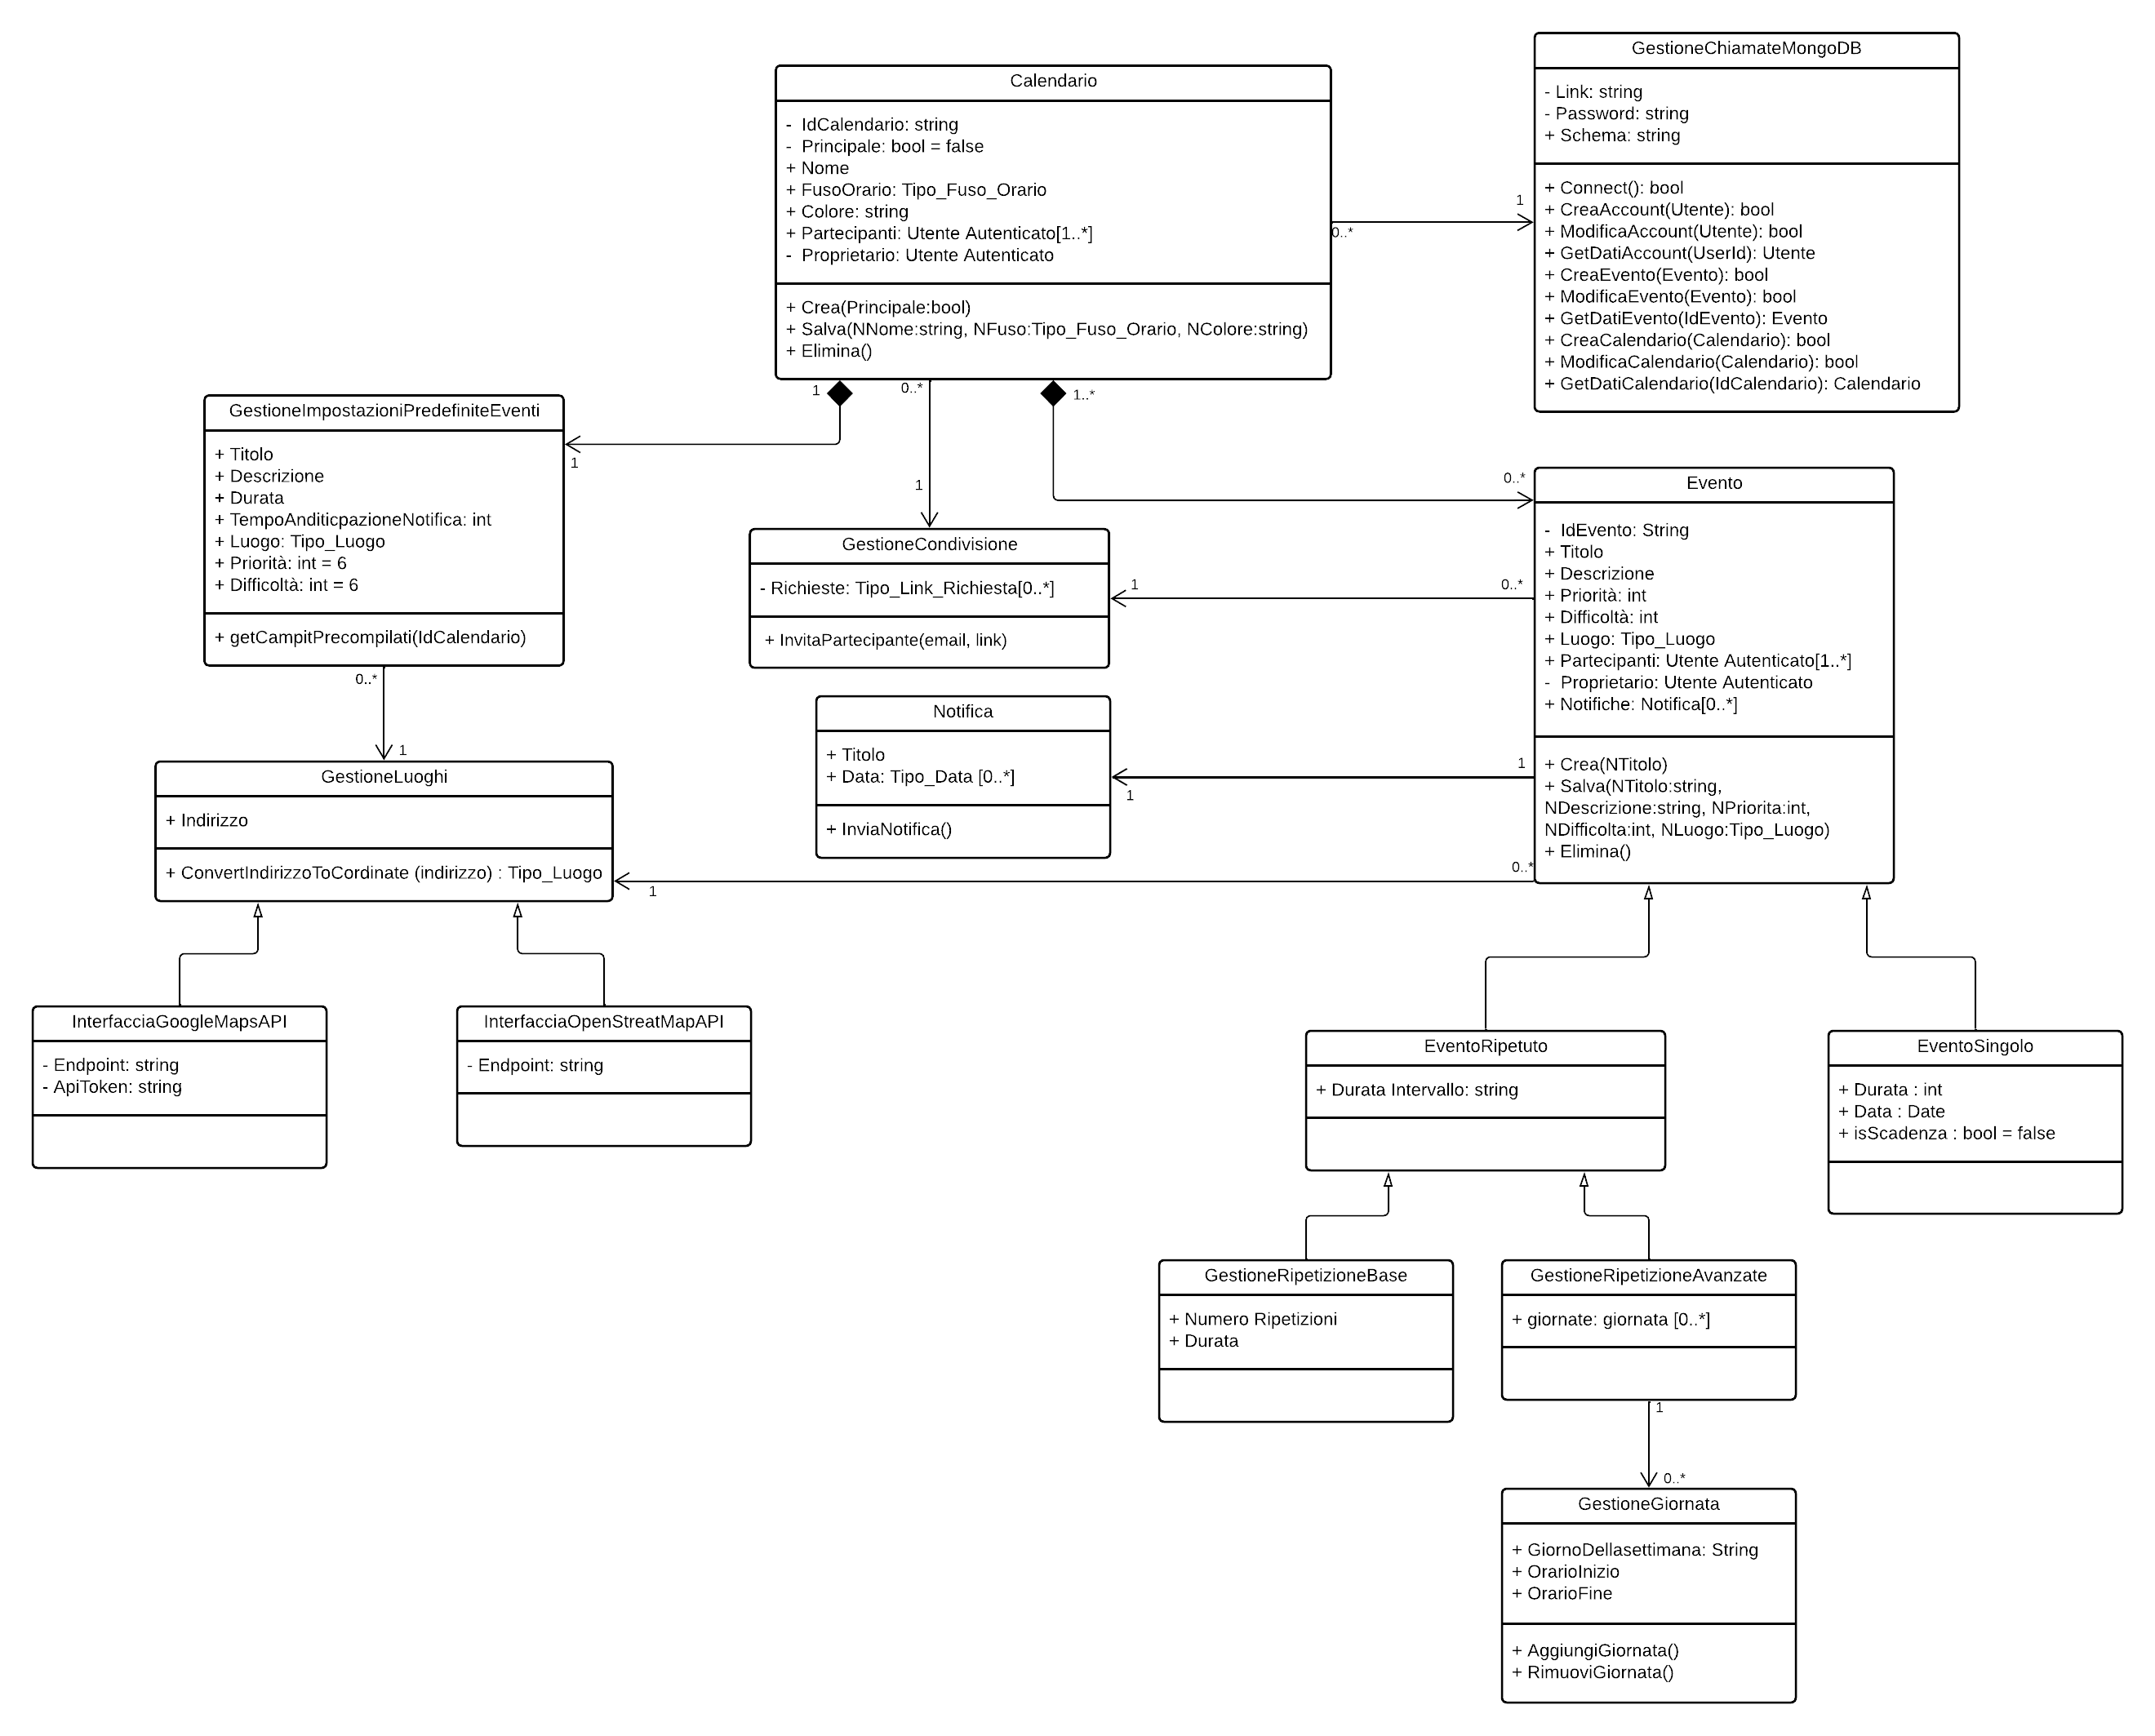 GestioneChiamateMongoDB
- Link: string
- Password: string
+ Schema: string
+ Connect(): bool
+ CreaAccount(Utente): bool
+ ModificaAccount(Utente): bool
+ GetDatiAccount(UserId): Utente
+ CreaEvento(Evento): bool
+ ModificaEvento(Evento): bool
+ GetDatiEvento(IdEvento): Evento
+ CreaCalendario(Calendario): bool
+ ModificaCalendario(Calendario): bool
+ GetDatiCalendario(IdCalendario): Calendario
Calendario
- IdCalendario: string
- Principale: bool = false
+ Nome
+ FusoOrario: Tipo_Fuso_Orario
+ Colore: string
+ Partecipanti: Utente Autenticato[1..*]
- Proprietario: Utente Autenticato
+ Crea(Principale:bool)
+ Salva(NNome:string, NFuso:Tipo_Fuso_Orario, NColore:string)
+ Elimina()
1
0..*
1
0..*
1..*
GestioneImpostazioniPredefiniteEventi
+ Titolo
+ Descrizione
+ Durata
+ TempoAnditicpazioneNotifica: int
+ Luogo: Tipo_Luogo
+ Priorità: int = 6
+ Difficoltà: int = 6
+ getCampitPrecompilati(IdCalendario)
1
1
0..*
GestioneCondivisione
- Richieste: Tipo_Link_Richiesta[0..*]
+ InvitaPartecipante(email, link)
1
0..*
Evento
- IdEvento: String
+ Titolo
+ Descrizione
+ Priorità: int
+ Difficoltà: int
+ Luogo: Tipo_Luogo
+ Partecipanti: Utente Autenticato[1..*]
- Proprietario: Utente Autenticato
+ Notifiche: Notifica[0..*]
+ Crea(NTitolo)
+ Salva(NTitolo:string,
NDescrizione:string, NPriorita:int,
NDifficolta:int, NLuogo:Tipo_Luogo)
+ Elimina()
Notifica
+ Titolo
+ Data: Tipo_Data [0..*]
+ InviaNotifica()
1
1
0..*
1
GestioneLuoghi
+ Indirizzo
+ ConvertIndirizzoToCordinate (indirizzo) : Tipo_Luogo
0..*
1
InterfacciaGoogleMapsAPI
- Endpoint: string
- ApiToken: string
InterfacciaOpenStreatMapAPI
- Endpoint: string
EventoRipetuto
+ Durata Intervallo: string
EventoSingolo
+ Durata : int
+ Data : Date
+ isScadenza : bool = false
GestioneRipetizioneBase
+ Numero Ripetizioni
+ Durata
GestioneRipetizioneAvanzate
+ giornate: giornata [0..*]
1
0..*
GestioneGiornata
+ GiornoDellasettimana: String
+ OrarioInizio
+ OrarioFine
+ AggiungiGiornata()
+ RimuoviGiornata()